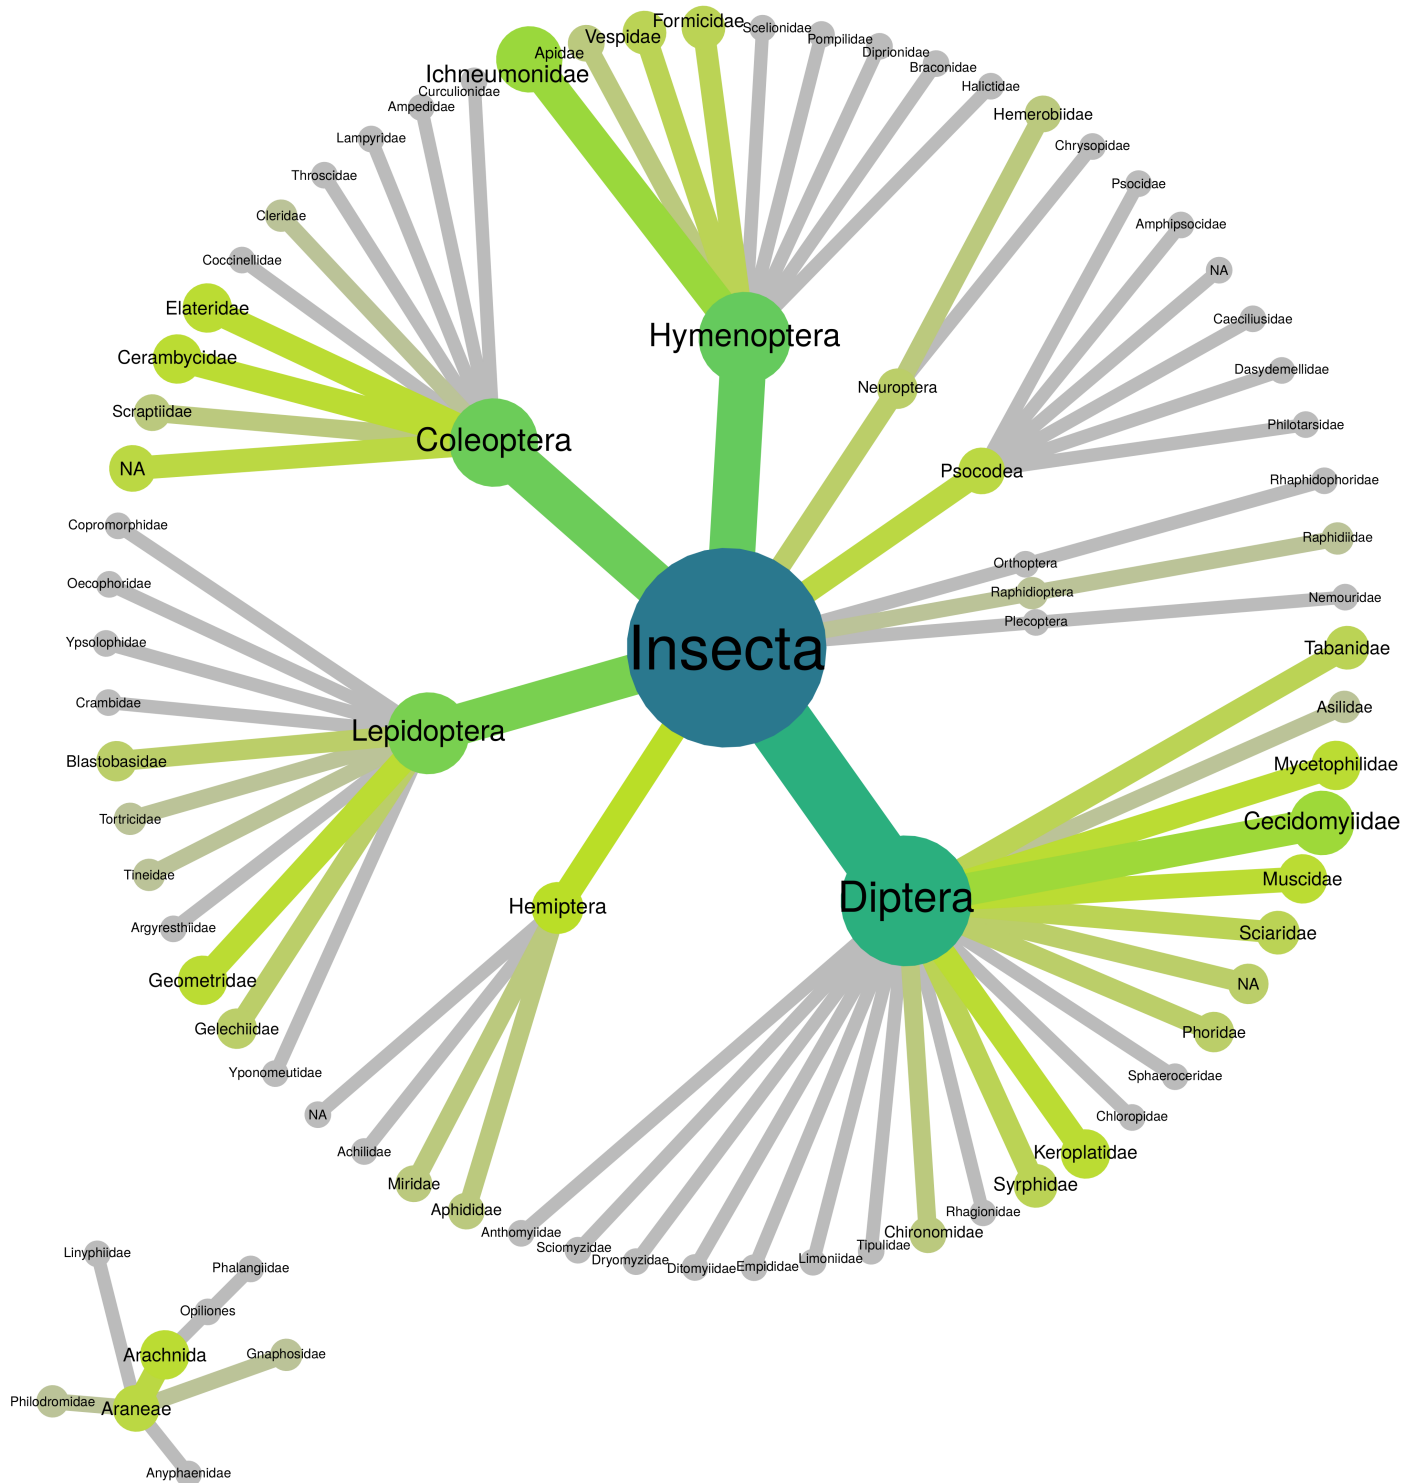 Formicidae
Scelionidae
Vespidae
Pompilidae
Apidae
Diprionidae
Braconidae
Ichneumonidae
Halictidae
Curculionidae
Ampedidae
Hemerobiidae
Lampyridae
Chrysopidae
Throscidae
Psocidae
Cleridae
Amphipsocidae
Coccinellidae
NA
Elateridae
Caeciliusidae
Hymenoptera
Cerambycidae
Dasydemellidae
Neuroptera
Scraptiidae
Philotarsidae
Coleoptera
NA
Psocodea
Rhaphidophoridae
Copromorphidae
Raphidiidae
Orthoptera
Oecophoridae
Raphidioptera
Nemouridae
Plecoptera
Ypsolophidae
Insecta
Tabanidae
Crambidae
Asilidae
Lepidoptera
Blastobasidae
Mycetophilidae
Tortricidae
Cecidomyiidae
Tineidae
Muscidae
Diptera
Hemiptera
Argyresthiidae
Sciaridae
Geometridae
NA
Gelechiidae
Phoridae
Yponomeutidae
Sphaeroceridae
NA
Chloropidae
Achilidae
Keroplatidae
Miridae
Syrphidae
Aphididae
Rhagionidae
Anthomyiidae
Chironomidae
Sciomyzidae
Tipulidae
Dryomyzidae
Limoniidae
Ditomyiidae
Empididae
Linyphiidae
Phalangiidae
Opiliones
Arachnida
Gnaphosidae
Philodromidae
Araneae
Anyphaenidae